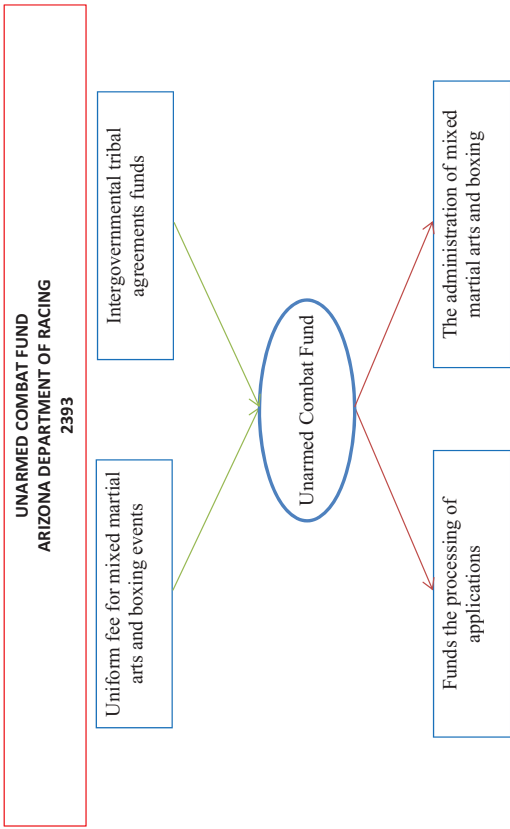 UNARMED COMBAT FUND
ARIZONA DEPARTMENT OF RACING
2393
Uniform fee for mixed martial
arts and boxing events
Intergovernmental tribal
agreements funds
Unarmed Combat Fund
Funds the processing of
applications
The administration of mixed
martial arts and boxing